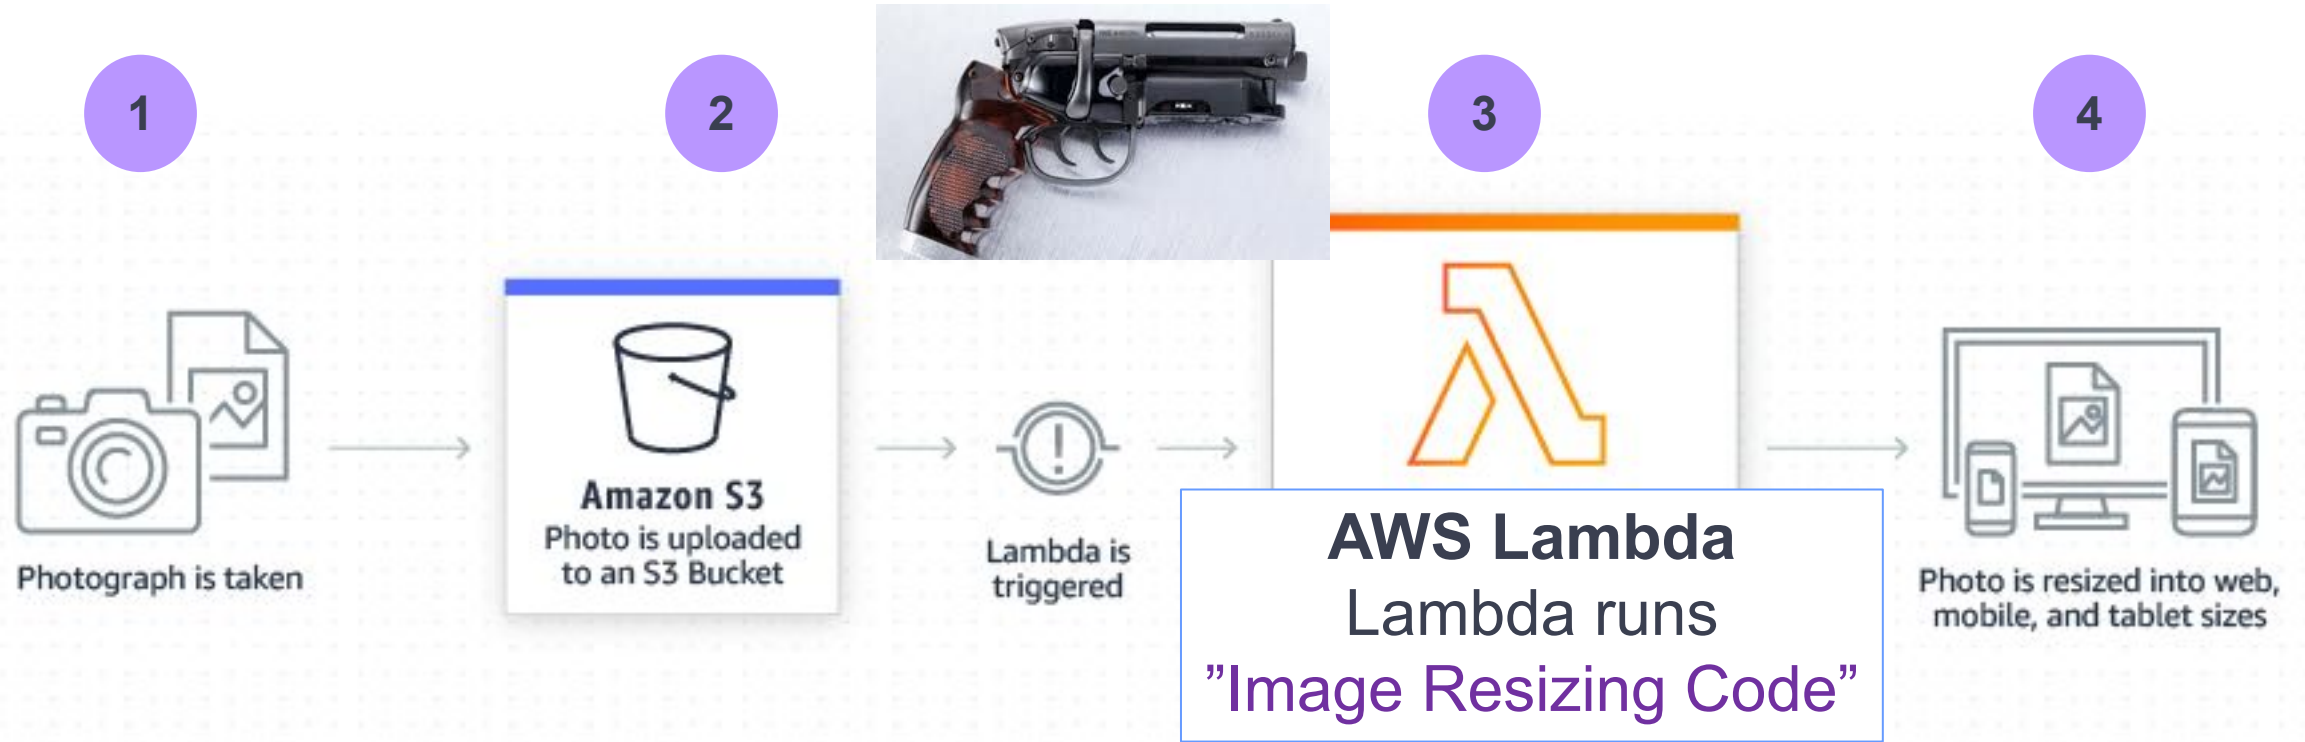 1
2
3
4
Photograph is taken
Amazon S3
Photo is uploaded
to an S3 Bucket
Lambda is
triggered
AWS Lambda
Lambda runs
”Image Resizing Code”
Photo is resized into web,
mobile, and tablet sizes